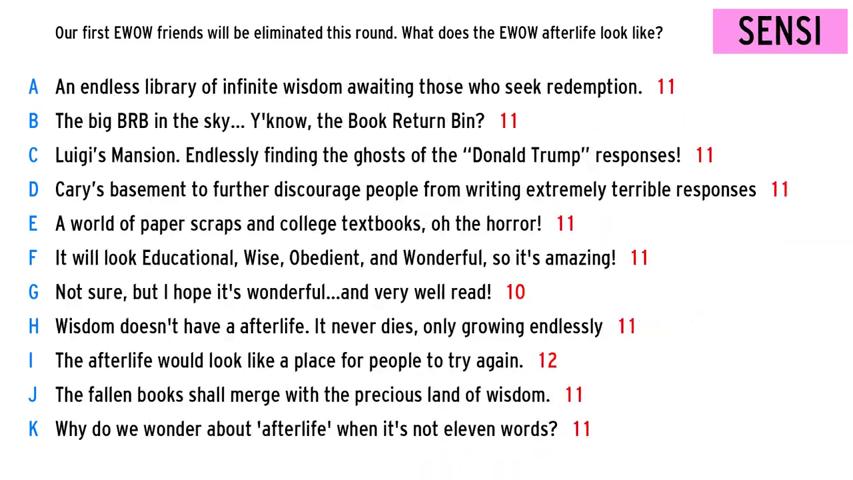 Our first EWOW friends will be eliminated this round. What does the EWOW afterlife look like?
SENSI
A An endless library of infinite wisdom awaiting those who seek redemption. 11
B The big BRB in the sky... Y'know, the Book Return Bin? 11
C Luigi's Mansion. Endlessly finding the ghosts of the “Donald Trump” responses! 11
D Cary's basement to further discourage people from writing extremely terrible responses 11
E A world of paper scraps and college textbooks, oh the horror! 11
F It will look Educational, Wise, Obedient, and Wonderful, so it's amazing! 11
G Not sure, but I hope it's wonderful...and very well read! 10
H Wisdom doesn't have a afterlife. It never dies, only growing endlessly 11
I The afterlife would look like a place for people to try again. 12
J The fallen books shall merge with the precious land of wisdom. 11
K Why do we wonder about 'afterlife' when it's not eleven words? 11